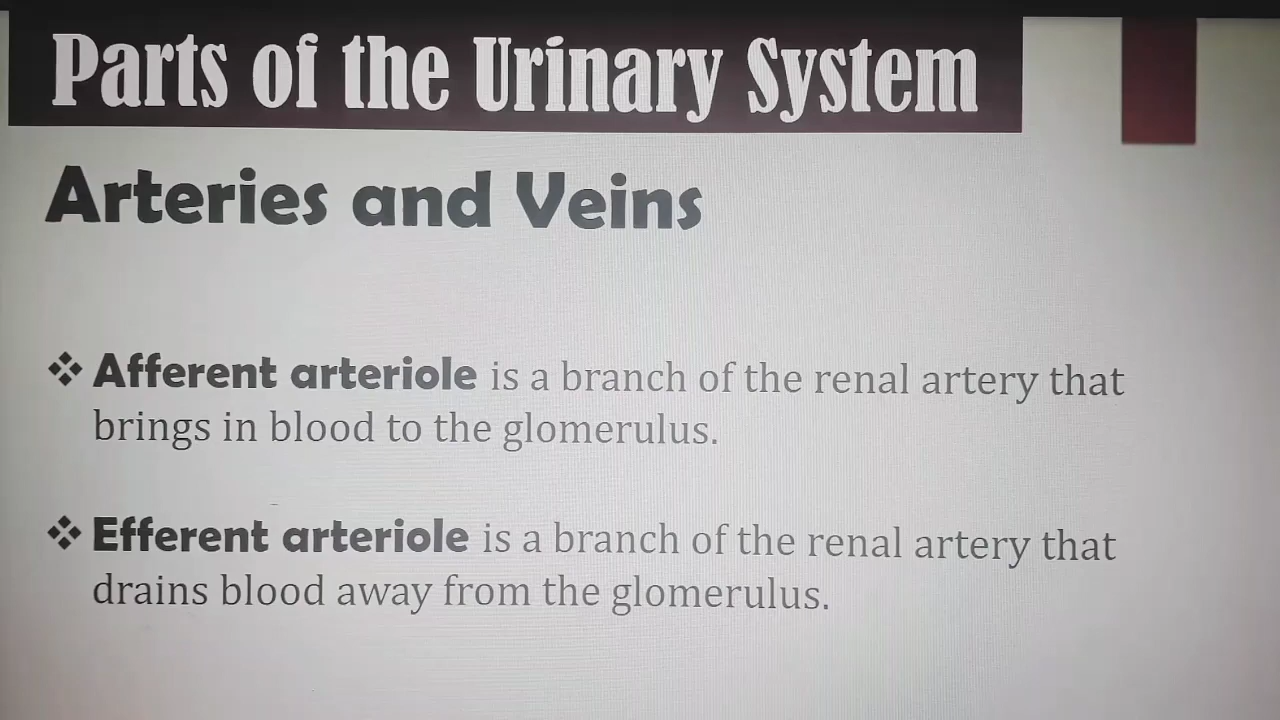 Parts of the Urinary System
Arteries and Veins
❖ Afferent arteriole is a branch of the renal artery that
brings in blood to the glomerulus.
❖ Efferent arteriole is a branch of the renal artery that
drains blood away from the glomerulus.